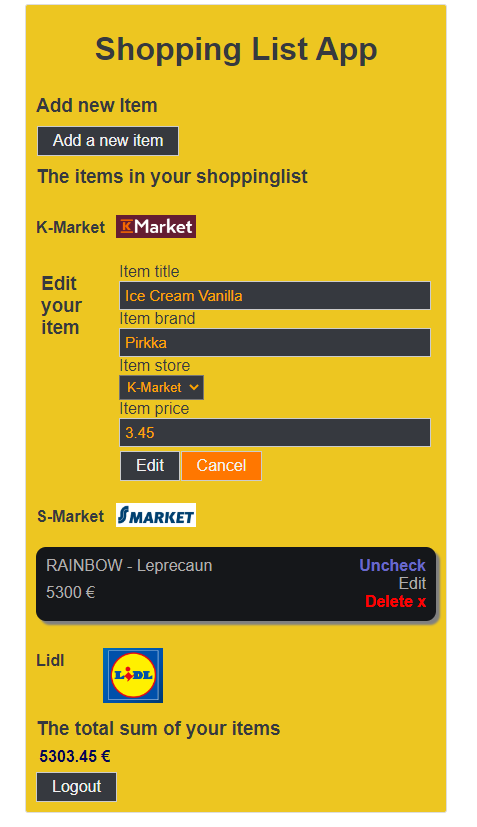 Shopping List App
Add new Item
Add a new item
The items in your shoppinglist
K-Market K Market
Edit your item
Item title
Ice Cream Vanilla
Item brand
Pirkka
Item store
K-Market
Item price
3.45
Edit Cancel
S-Market S MARKET
RAINBOW - Leprecaun Uncheck
5300 € Edit
Delete x
Lidl LIDL
The total sum of your items
5303.45 €
Logout